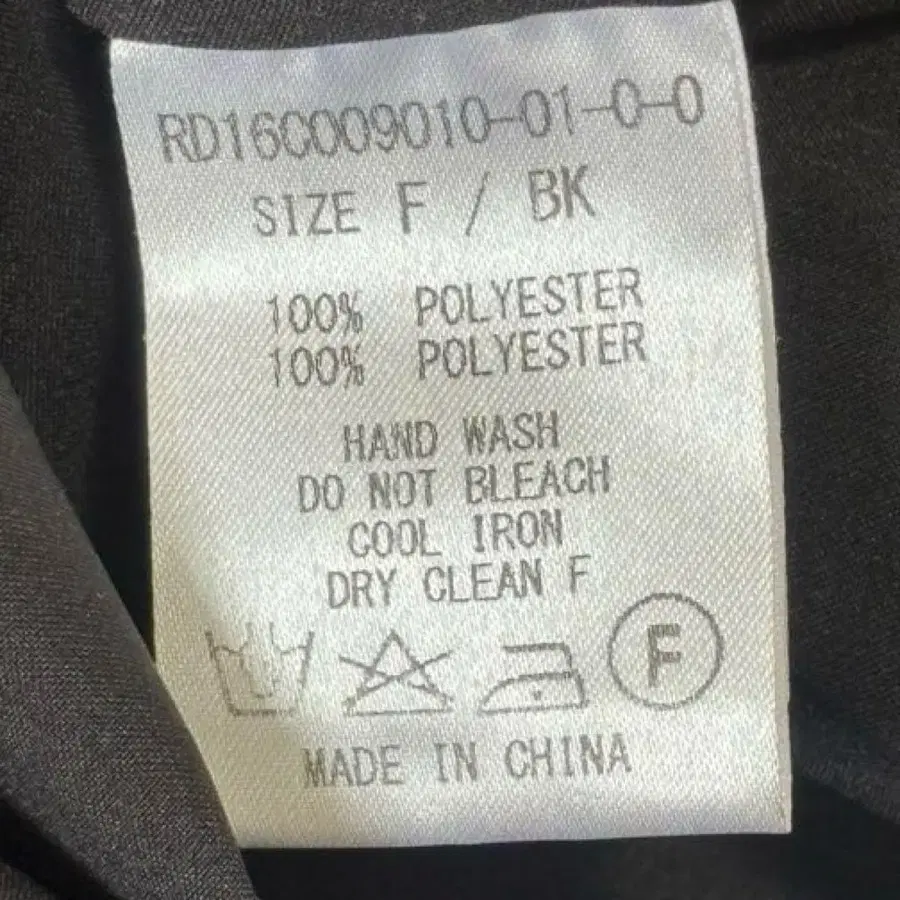 RD16C009010-01-0-0
SIZE F / BK
100% POLYESTER
100% POLYESTER
HAND WASH
DO NOT BLEACH
COOL IRON
DRY CLEAN F
F
MADE IN CHINA